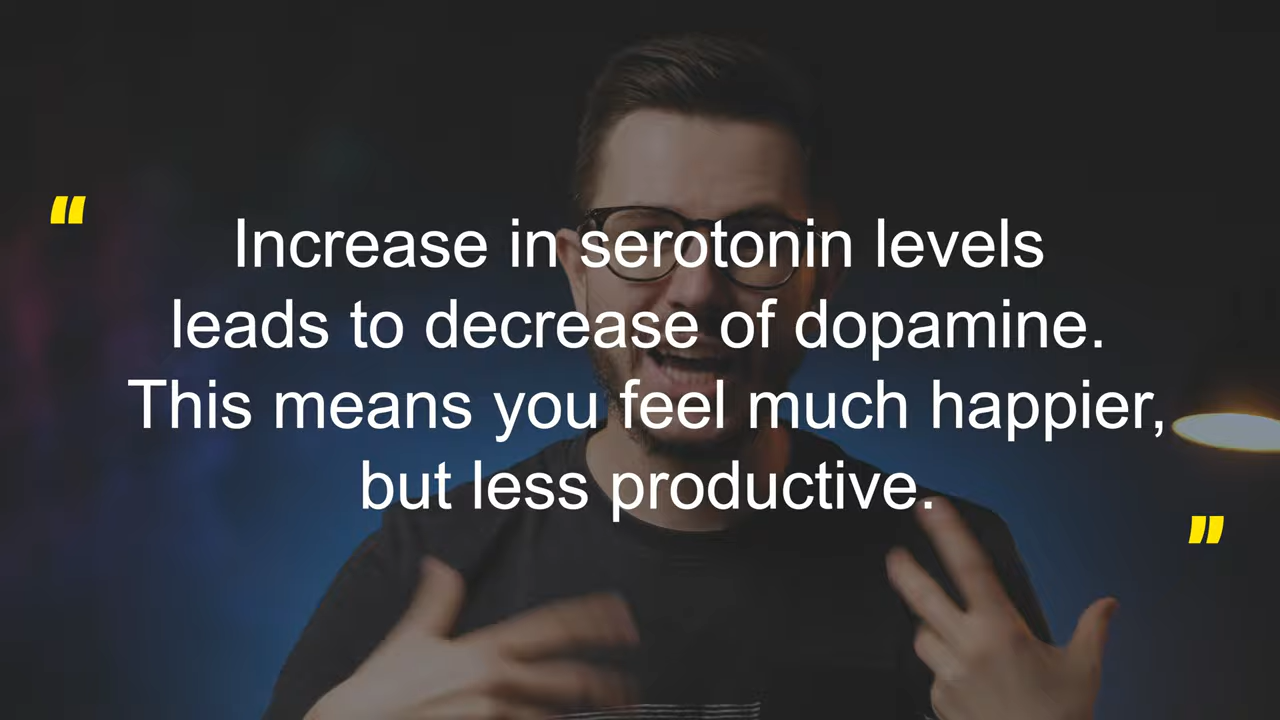 "
Increase in serotonin levels
leads to decrease of dopamine.
This means you feel much happier,
but less productive.
"